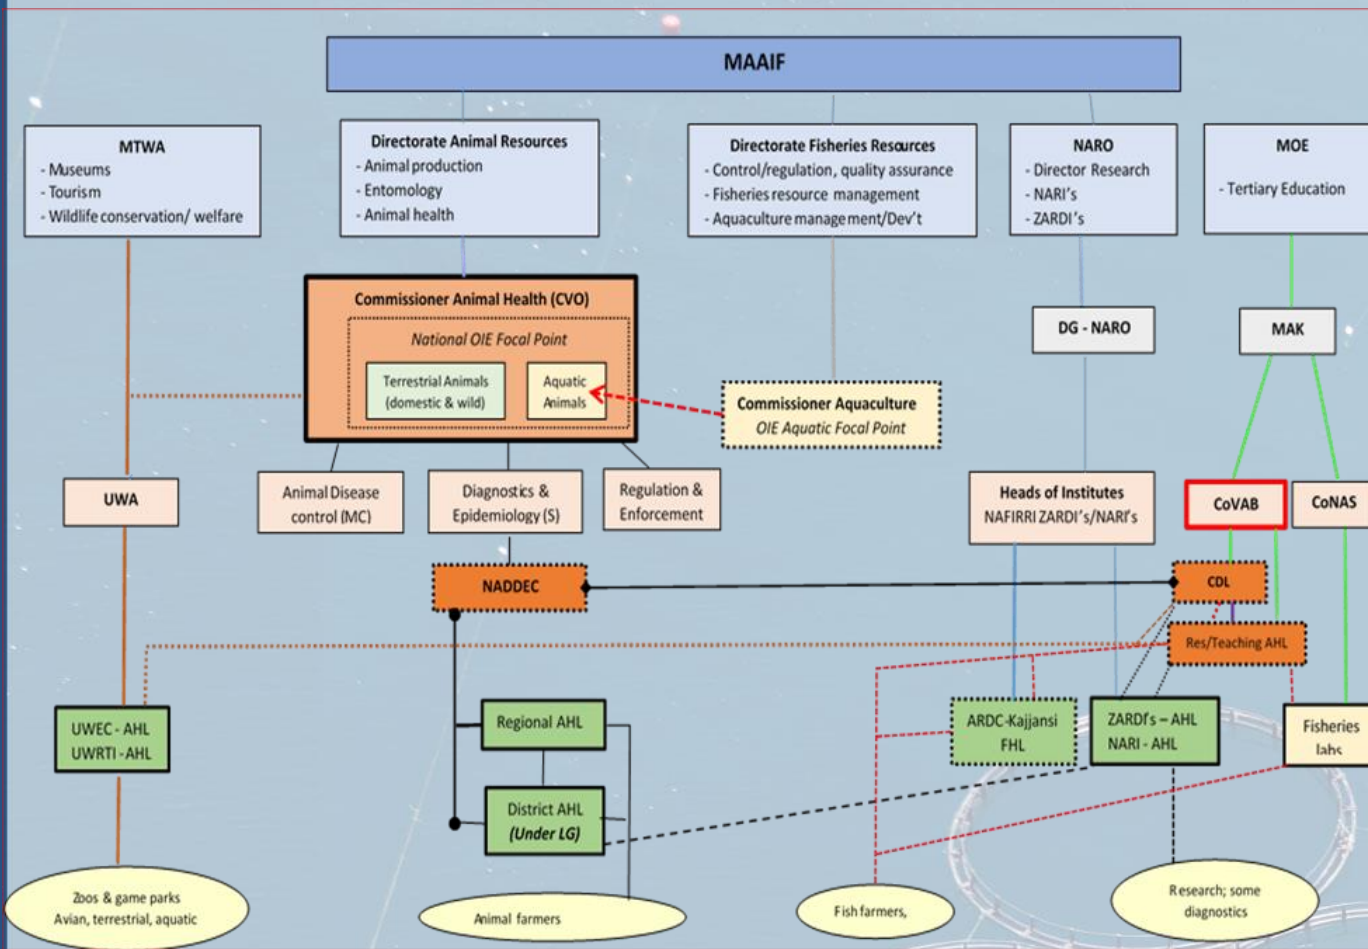 MAAIF
MTWA
- Museums
- Tourism
- Wildlife conservation/ welfare
Directorate Animal Resources
- Animal production
- Entomology
- Animal health
Directorate Fisheries Resources
- Control/regulation, quality assurance
- Fisheries resource management
- Aquaculture management/Dev't
NARO
- Director Research
- NARI's
- ZARDI's
MOE
- Tertiary Education
Commissioner Animal Health (CVO)
National OIE Focal Point
Terrestrial Animals
(domestic & wild)
Aquatic
Animals
Commissioner Aquaculture
OIE Aquatic Focal Point
DG - NARO
MAK
UWA
Animal Disease
control (MC)
Diagnostics &
Epidemiology (S)
Regulation &
Enforcement
Heads of Institutes
NAFIRRI ZARDI's/NARI's
CoVAB
CoNAS
NADDEC
CDL
Res/Teaching AHL
UWEC - AHL
UWRTI - AHL
Regional AHL
District AHL
(Under LG)
ARDC-Kajjansi
FHL
ZARDI's – AHL
NARI - AHL
Fisheries
labs
Zoos & game parks
Avian, terrestrial, aquatic
Animal farmers
Fish farmers,
Research; some
diagnostics